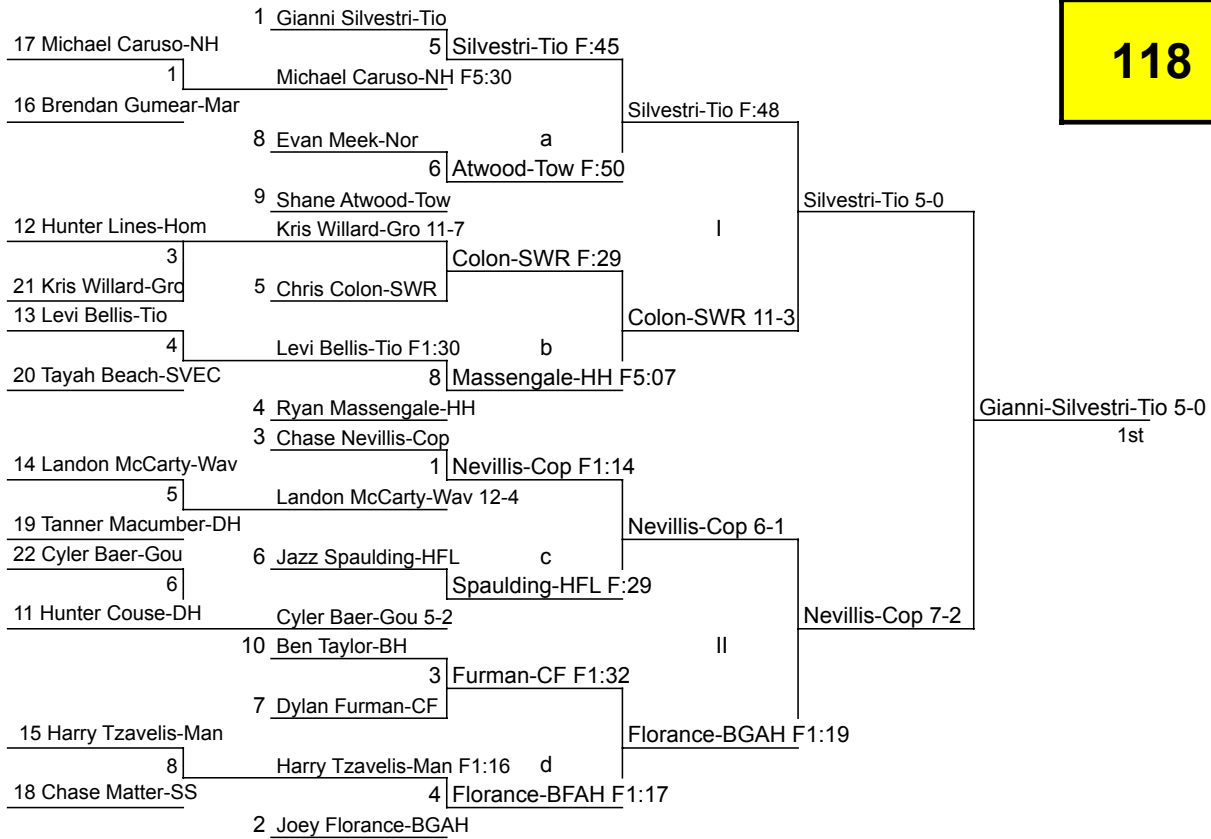 118
1 Gianni Silvestri-Tio
17 Michael Caruso-NH
5 Silvestri-Tio F:45
1
Michael Caruso-NH F5:30
16 Brendan Gumear-Mar
Silvestri-Tio F:48
8 Evan Meek-Nor
a
6 Atwood-Tow F:50
9 Shane Atwood-Tow
Silvestri-Tio 5-0
12 Hunter Lines-Hom
Kris Willard-Gro 11-7
I
3
Colon-SWR F:29
21 Kris Willard-Gro
5 Chris Colon-SWR
13 Levi Bellis-Tio
Colon-SWR 11-3
4
Levi Bellis-Tio F1:30
b
20 Tayah Beach-SVEC
8 Massengale-HH F5:07
4 Ryan Massengale-HH
Gianni-Silvestri-Tio 5-0
1st
3 Chase Nevillis-Cop
14 Landon McCarty-Wav
1 Nevillis-Cop F1:14
5
Landon McCarty-Wav 12-4
19 Tanner Macumber-DH
Nevillis-Cop 6-1
22 Cyler Baer-Gou
6 Jazz Spaulding-HFL
c
6
Spaulding-HFL F:29
11 Hunter Couse-DH
Cyler Baer-Gou 5-2
Nevillis-Cop 7-2
10 Ben Taylor-BH
II
3 Furman-CF F1:32
7 Dylan Furman-CF
15 Harry Tzavelis-Man
Florance-BGAH F1:19
8
Harry Tzavelis-Man F1:16
d
18 Chase Matter-SS
4 Florance-BFAH F1:17
2 Joey Florance-BGAH